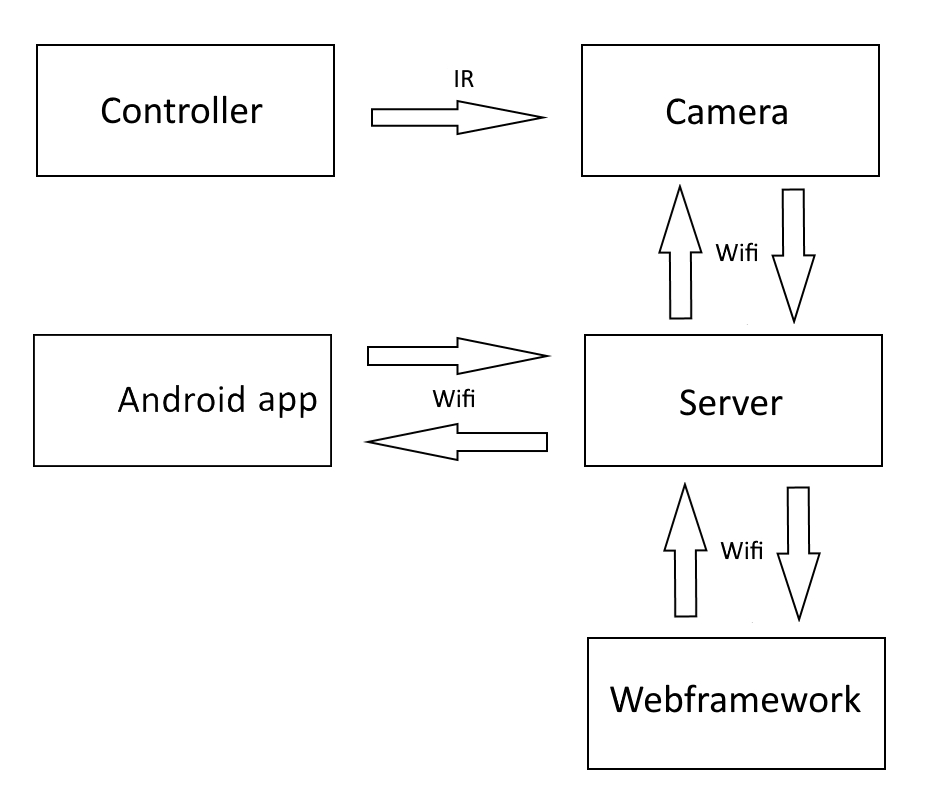 Controller
IR
Camera
Wifi
Android app
Wifi
Server
Wifi
Webframework